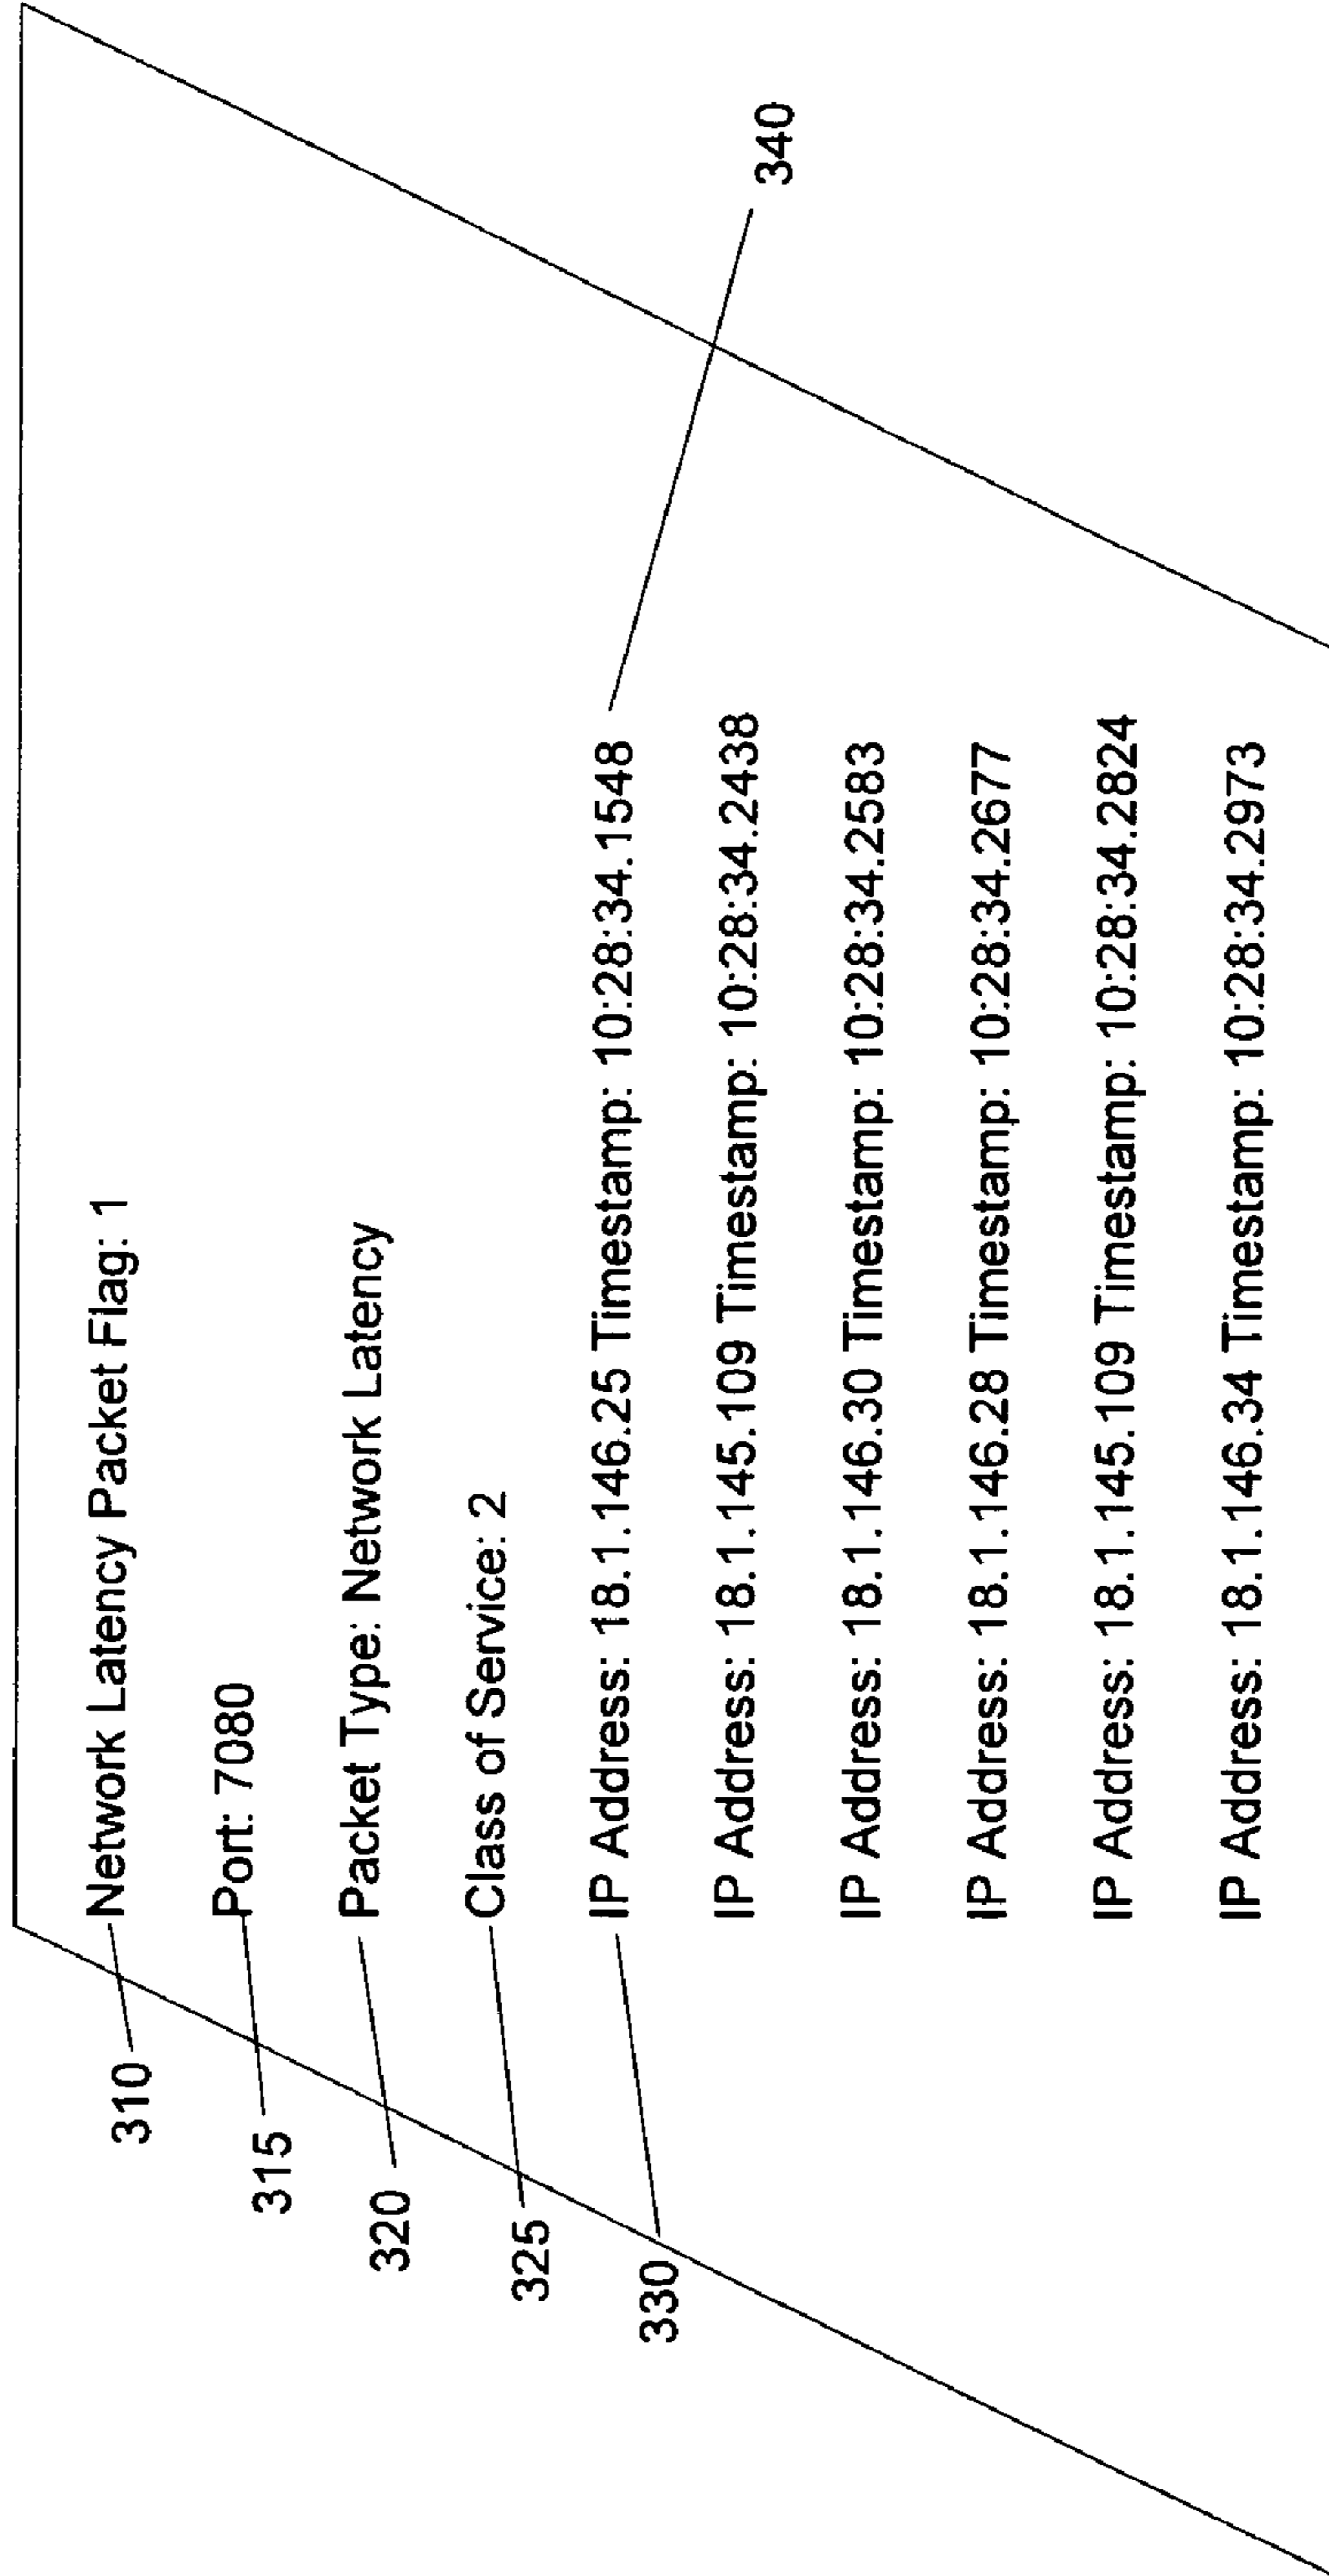 310 Network Latency Packet Flag: 1
315 Port: 7080
320 Packet Type: Network Latency
325 Class of Service: 2
330 IP Address: 18.1.146.25 Timestamp: 10:28:34.1548 340
IP Address: 18.1.145.109 Timestamp: 10:28:34.2438
IP Address: 18.1.146.30 Timestamp: 10:28:34.2583
IP Address: 18.1.146.28 Timestamp: 10:28:34.2677
IP Address: 18.1.145.109 Timestamp: 10:28:34.2824
IP Address: 18.1.146.34 Timestamp: 10:28:34.2973